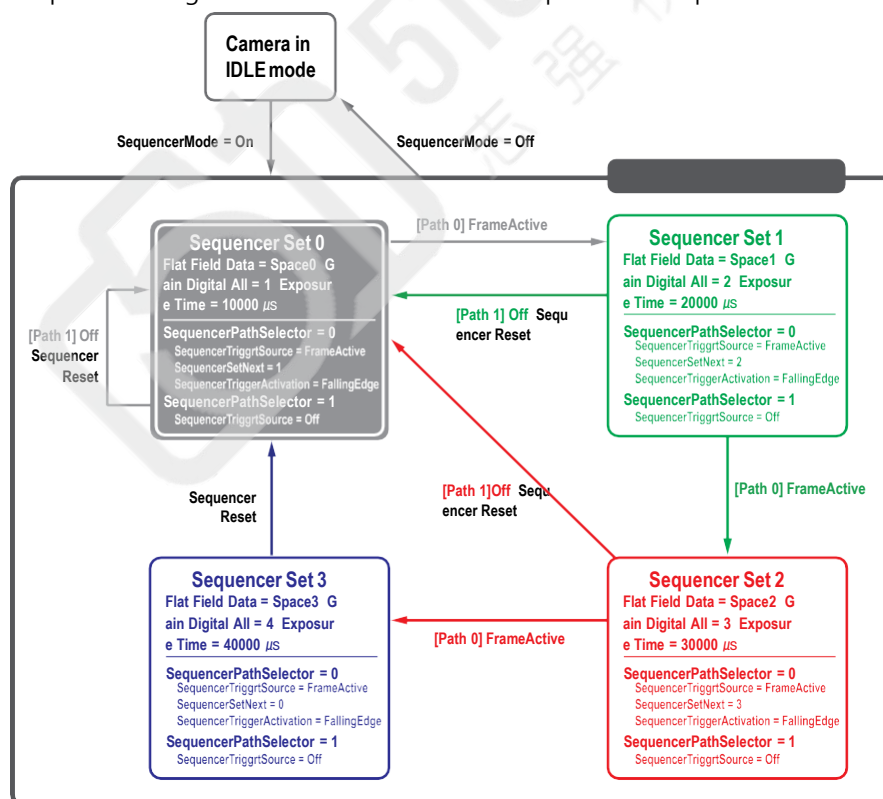 Camera in
IDLE mode
SequencerMode = On
SequencerMode = Off
[Path 0] FrameActive
Sequencer Set 0
Flat Field Data = Space0 G
ain Digital All = 1 Exposur
e Time = 10000 µs
SequencerPathSelector = 0
SequencerTriggrtSource = FrameActive
SequencerSetNext = 1
SequencerTriggerActivation = FallingEdge
SequencerPathSelector = 1
SequencerTriggrtSource = Off
[Path 1] Off
Sequencer
Reset
Sequencer Set 1
Flat Field Data = Space1 G
ain Digital All = 2 Exposur
e Time = 20000 µs
SequencerPathSelector = 0
SequencerTriggrtSource = FrameActive
SequencerSetNext = 2
SequencerTriggerActivation = FallingEdge
SequencerPathSelector = 1
SequencerTriggrtSource = Off
[Path 1] Off Sequ
encer Reset
[Path 0] FrameActive
Sequencer
Reset
[Path 1]Off Sequ
encer Reset
Sequencer Set 3
Flat Field Data = Space3 G
ain Digital All = 4 Exposur
e Time = 40000 µs
SequencerPathSelector = 0
SequencerTriggrtSource = FrameActive
SequencerSetNext = 0
SequencerTriggerActivation = FallingEdge
SequencerPathSelector = 1
SequencerTriggrtSource = Off
[Path 0] FrameActive
Sequencer Set 2
Flat Field Data = Space2 G
ain Digital All = 3 Exposur
e Time = 30000 µs
SequencerPathSelector = 0
SequencerTriggrtSource = FrameActive
SequencerSetNext = 3
SequencerTriggerActivation = FallingEdge
SequencerPathSelector = 1
SequencerTriggrtSource = Off
志强